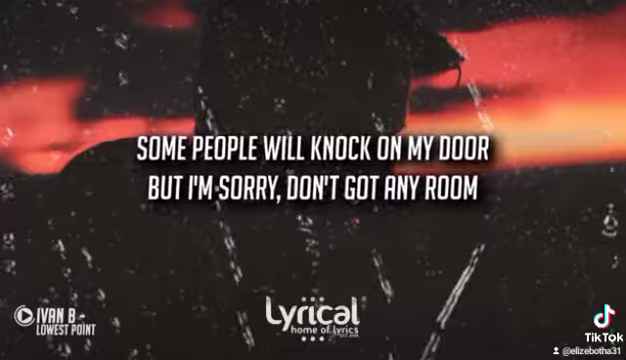 SOME PEOPLE WILL KNOCK ON MY DOOR
BUT I'M SORRY, DON'T GOT ANY ROOM
IVAN B -
LOWEST POINT
Lyrical
home of lyrics
TikTok
@elizebotha31